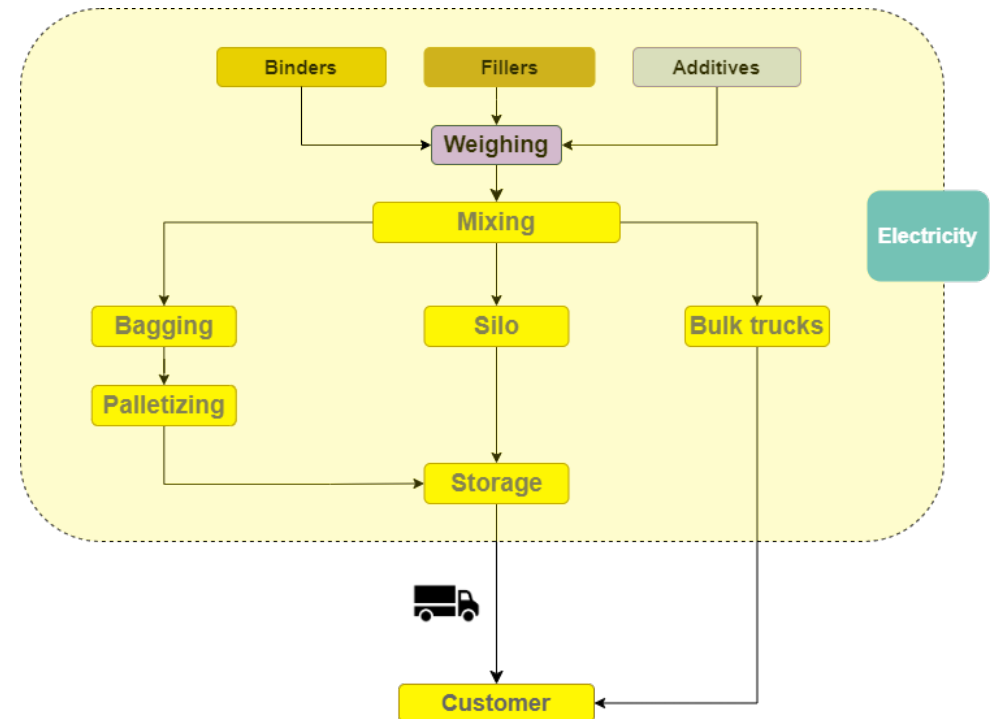 Binders
Fillers
Additives
Weighing
Mixing
Electricity
Bagging
Silo
Bulk trucks
Palletizing
Storage
Customer